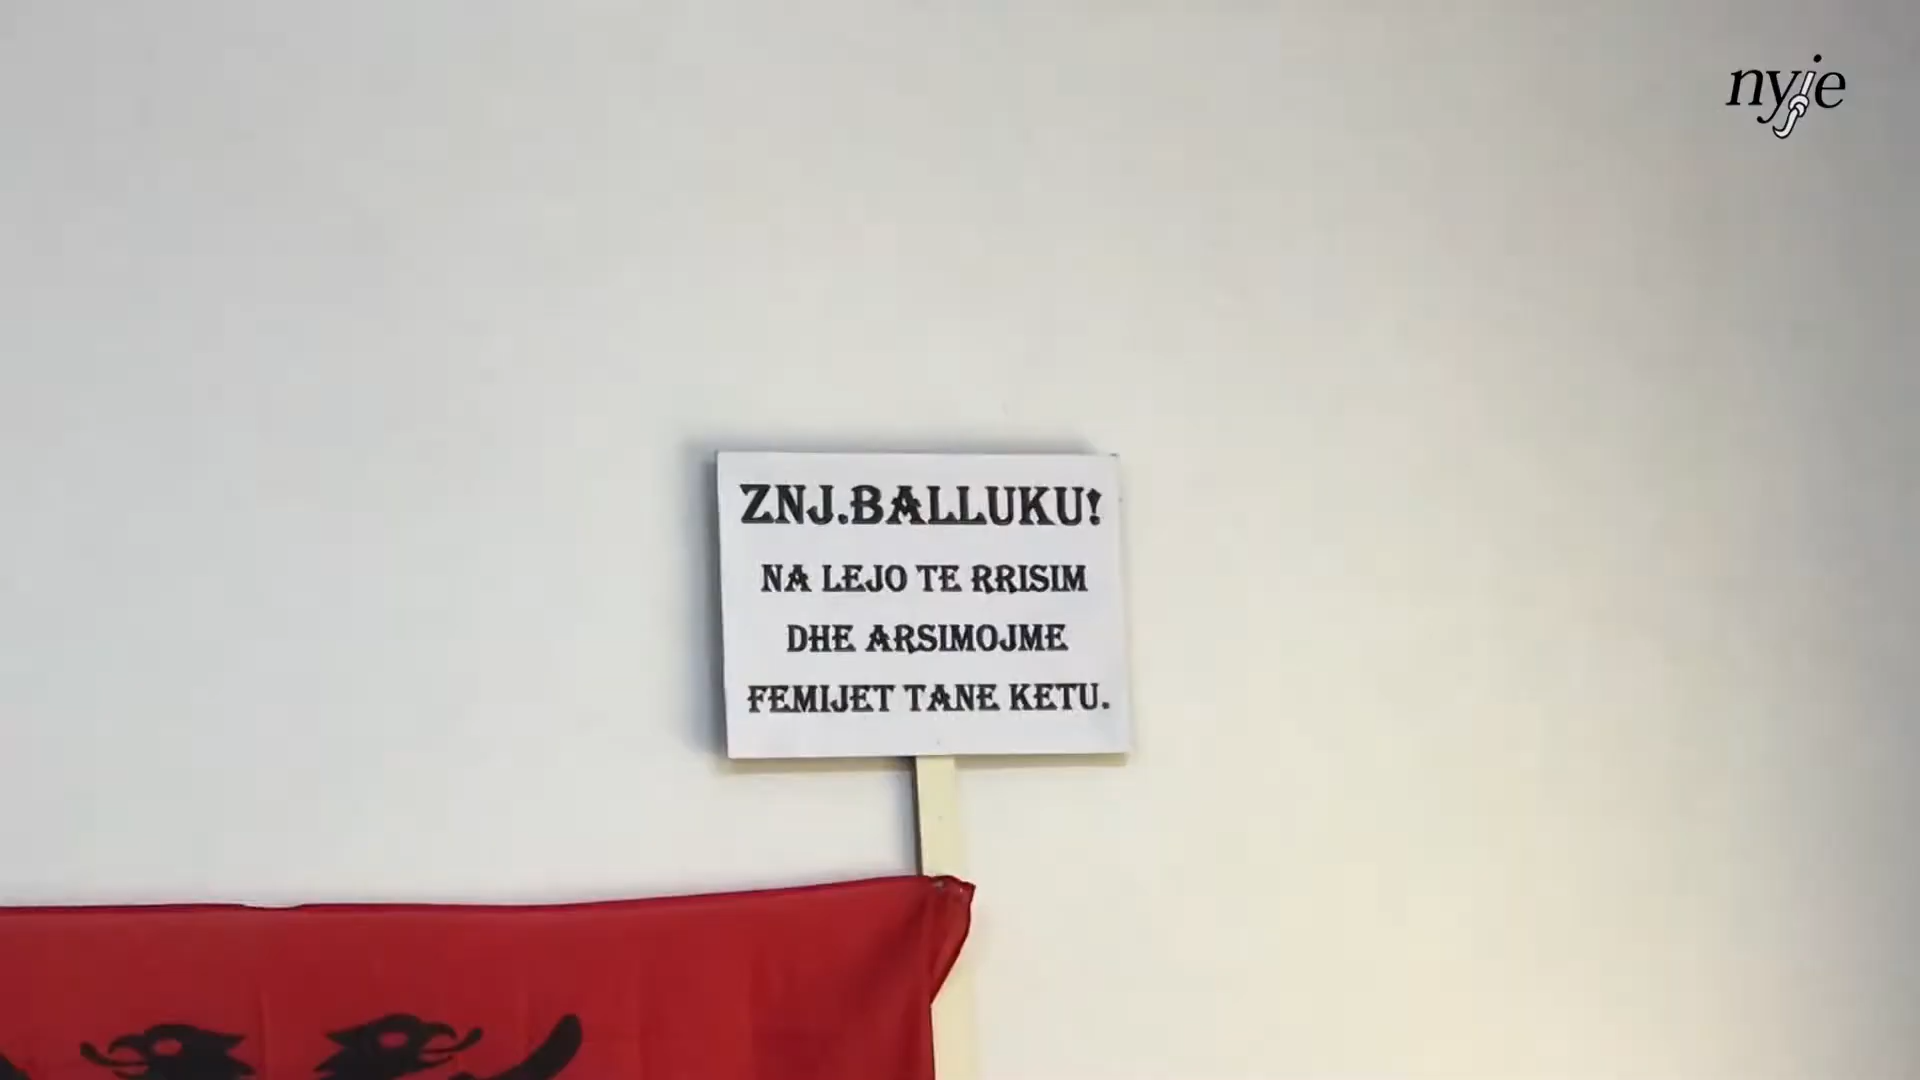 nyje
ZNJ.BALLUKU!
NA LEJO TE RRISIM
DHE ARSIMOJME
FEMIJET TANE KETU.